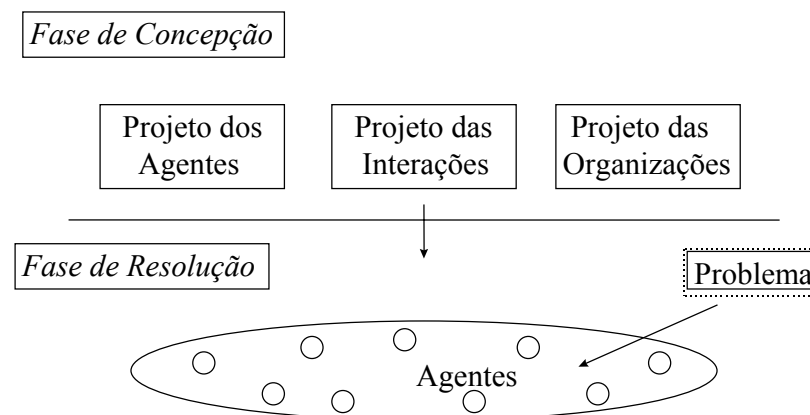 Fase de Concepção
Projeto dos
Agentes
Projeto das
Interações
Projeto das
Organizações
Fase de Resolução
Problema
Agentes